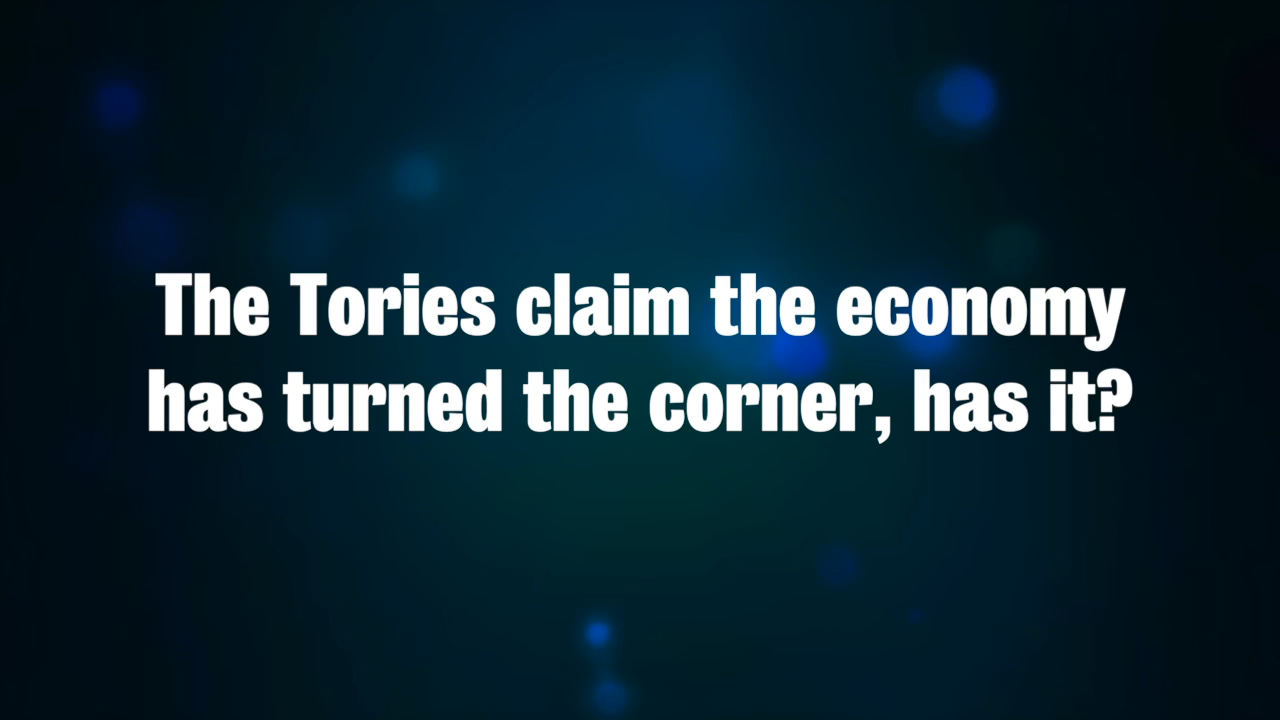 The Tories claim the economy
has turned the corner, has it?